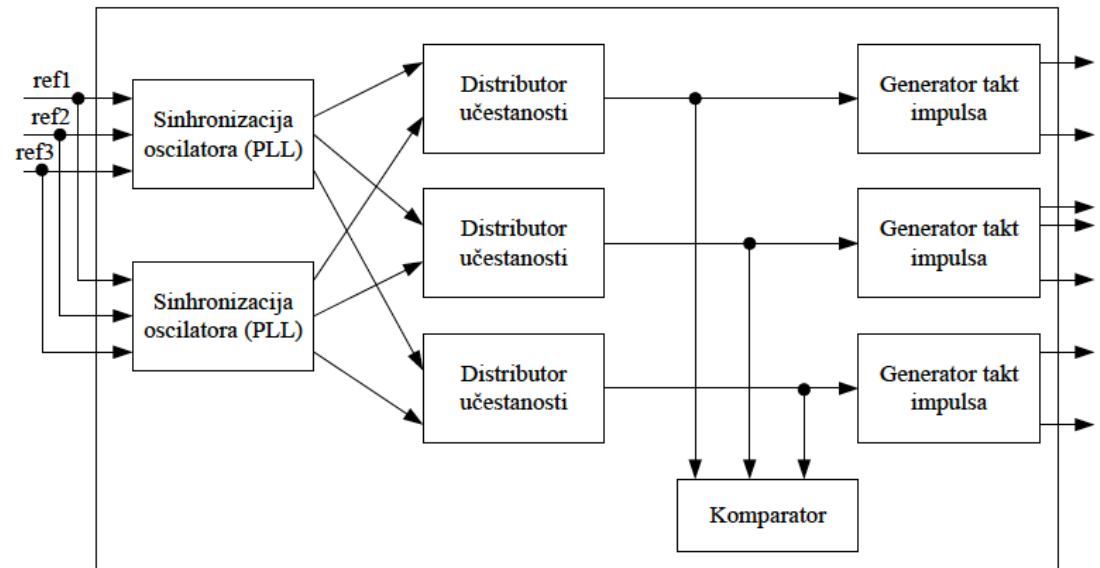 ref1
ref2
ref3
Sinhronizacija
oscilatora (PLL)
Sinhronizacija
oscilatora (PLL)
Distributor
učestanosti
Distributor
učestanosti
Distributor
učestanosti
Generator takt
impulsa
Generator takt
impulsa
Generator takt
impulsa
Komparator